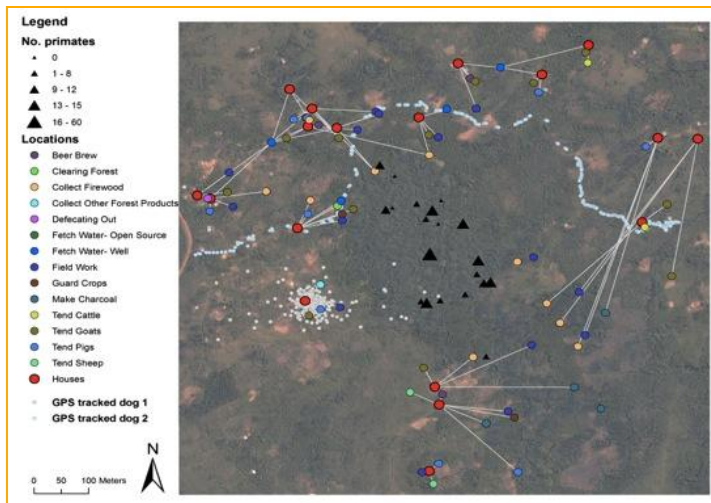 Legend
No. primates
0
1 - 8
9 - 12
13 - 15
16 - 60
Locations
Beer Brew
Clearing Forest
Collect Firewood
Collect Other Forest Products
Defecating Out
Fetch Water- Open Source
Fetch Water- Well
Field Work
Guard Crops
Make Charcoal
Tend Cattle
Tend Goats
Tend Pigs
Tend Sheep
Houses
GPS tracked dog 1
GPS tracked dog 2
N
0 50 100 Meters